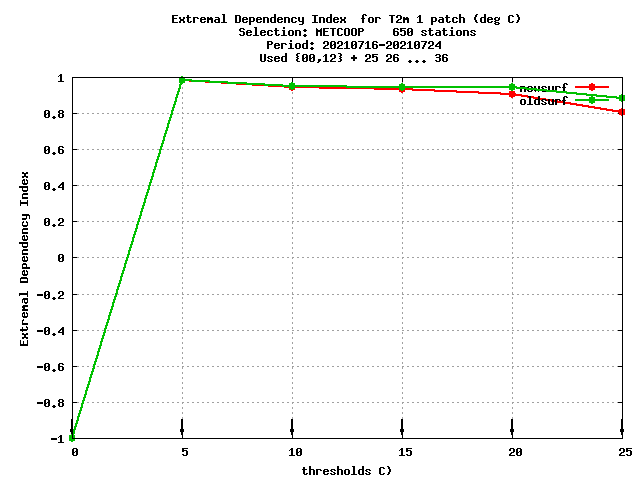 Extremal Dependency Index  for T2m 1 patch (deg C)
Selection: METCOOP    650 stations
Period: 20210716-20210724
Used {00,12} + 25 26 ... 36
Extremal Dependency Index
1
0.8
0.6
0.4
0.2
0
-0.2
-0.4
-0.6
-0.8
-1
newsurf
oldsurf
0 5 10 15 20 25
thresholds C)